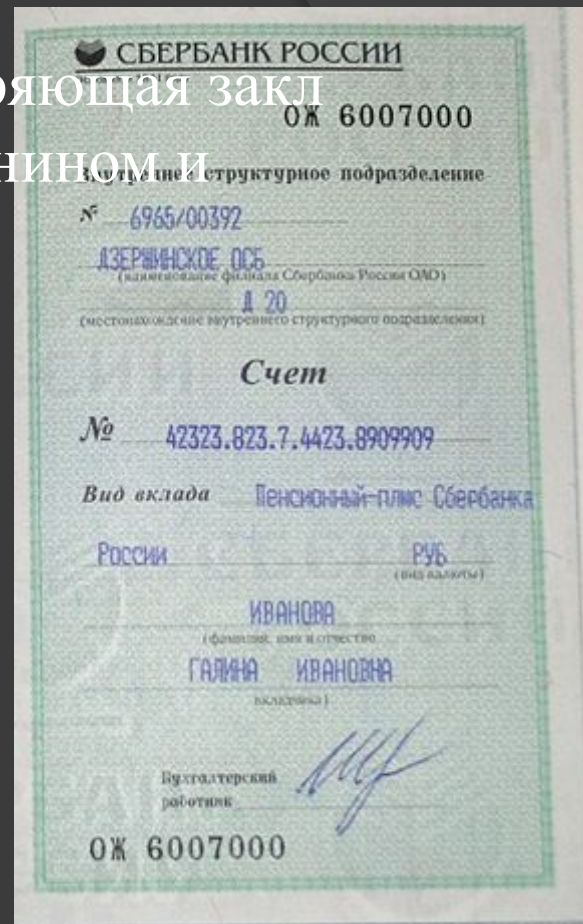 СБЕРБАНК РОССИИ
ряющая закл
ОЖ 6007000
нином и
Внутреннее структурное подразделение
№ 6965/00392
ДЗЕРЖИНСКОЕ ОСБ
(наименование филиала Сбербанка России ОАО)
Д 20
(местонахождение внутреннего структурного подразделения)
Счет
№ 42323.823.7.4423.8909909
Вид вклада Пенсионный-плюс Сбербанка
России РУБ
(вид валюты)
ИВАНОВА
(фамилия, имя и отчество
ГАЛИНА ИВАНОВНА
вкладчика)
Бухгалтерский
работник
ОЖ 6007000